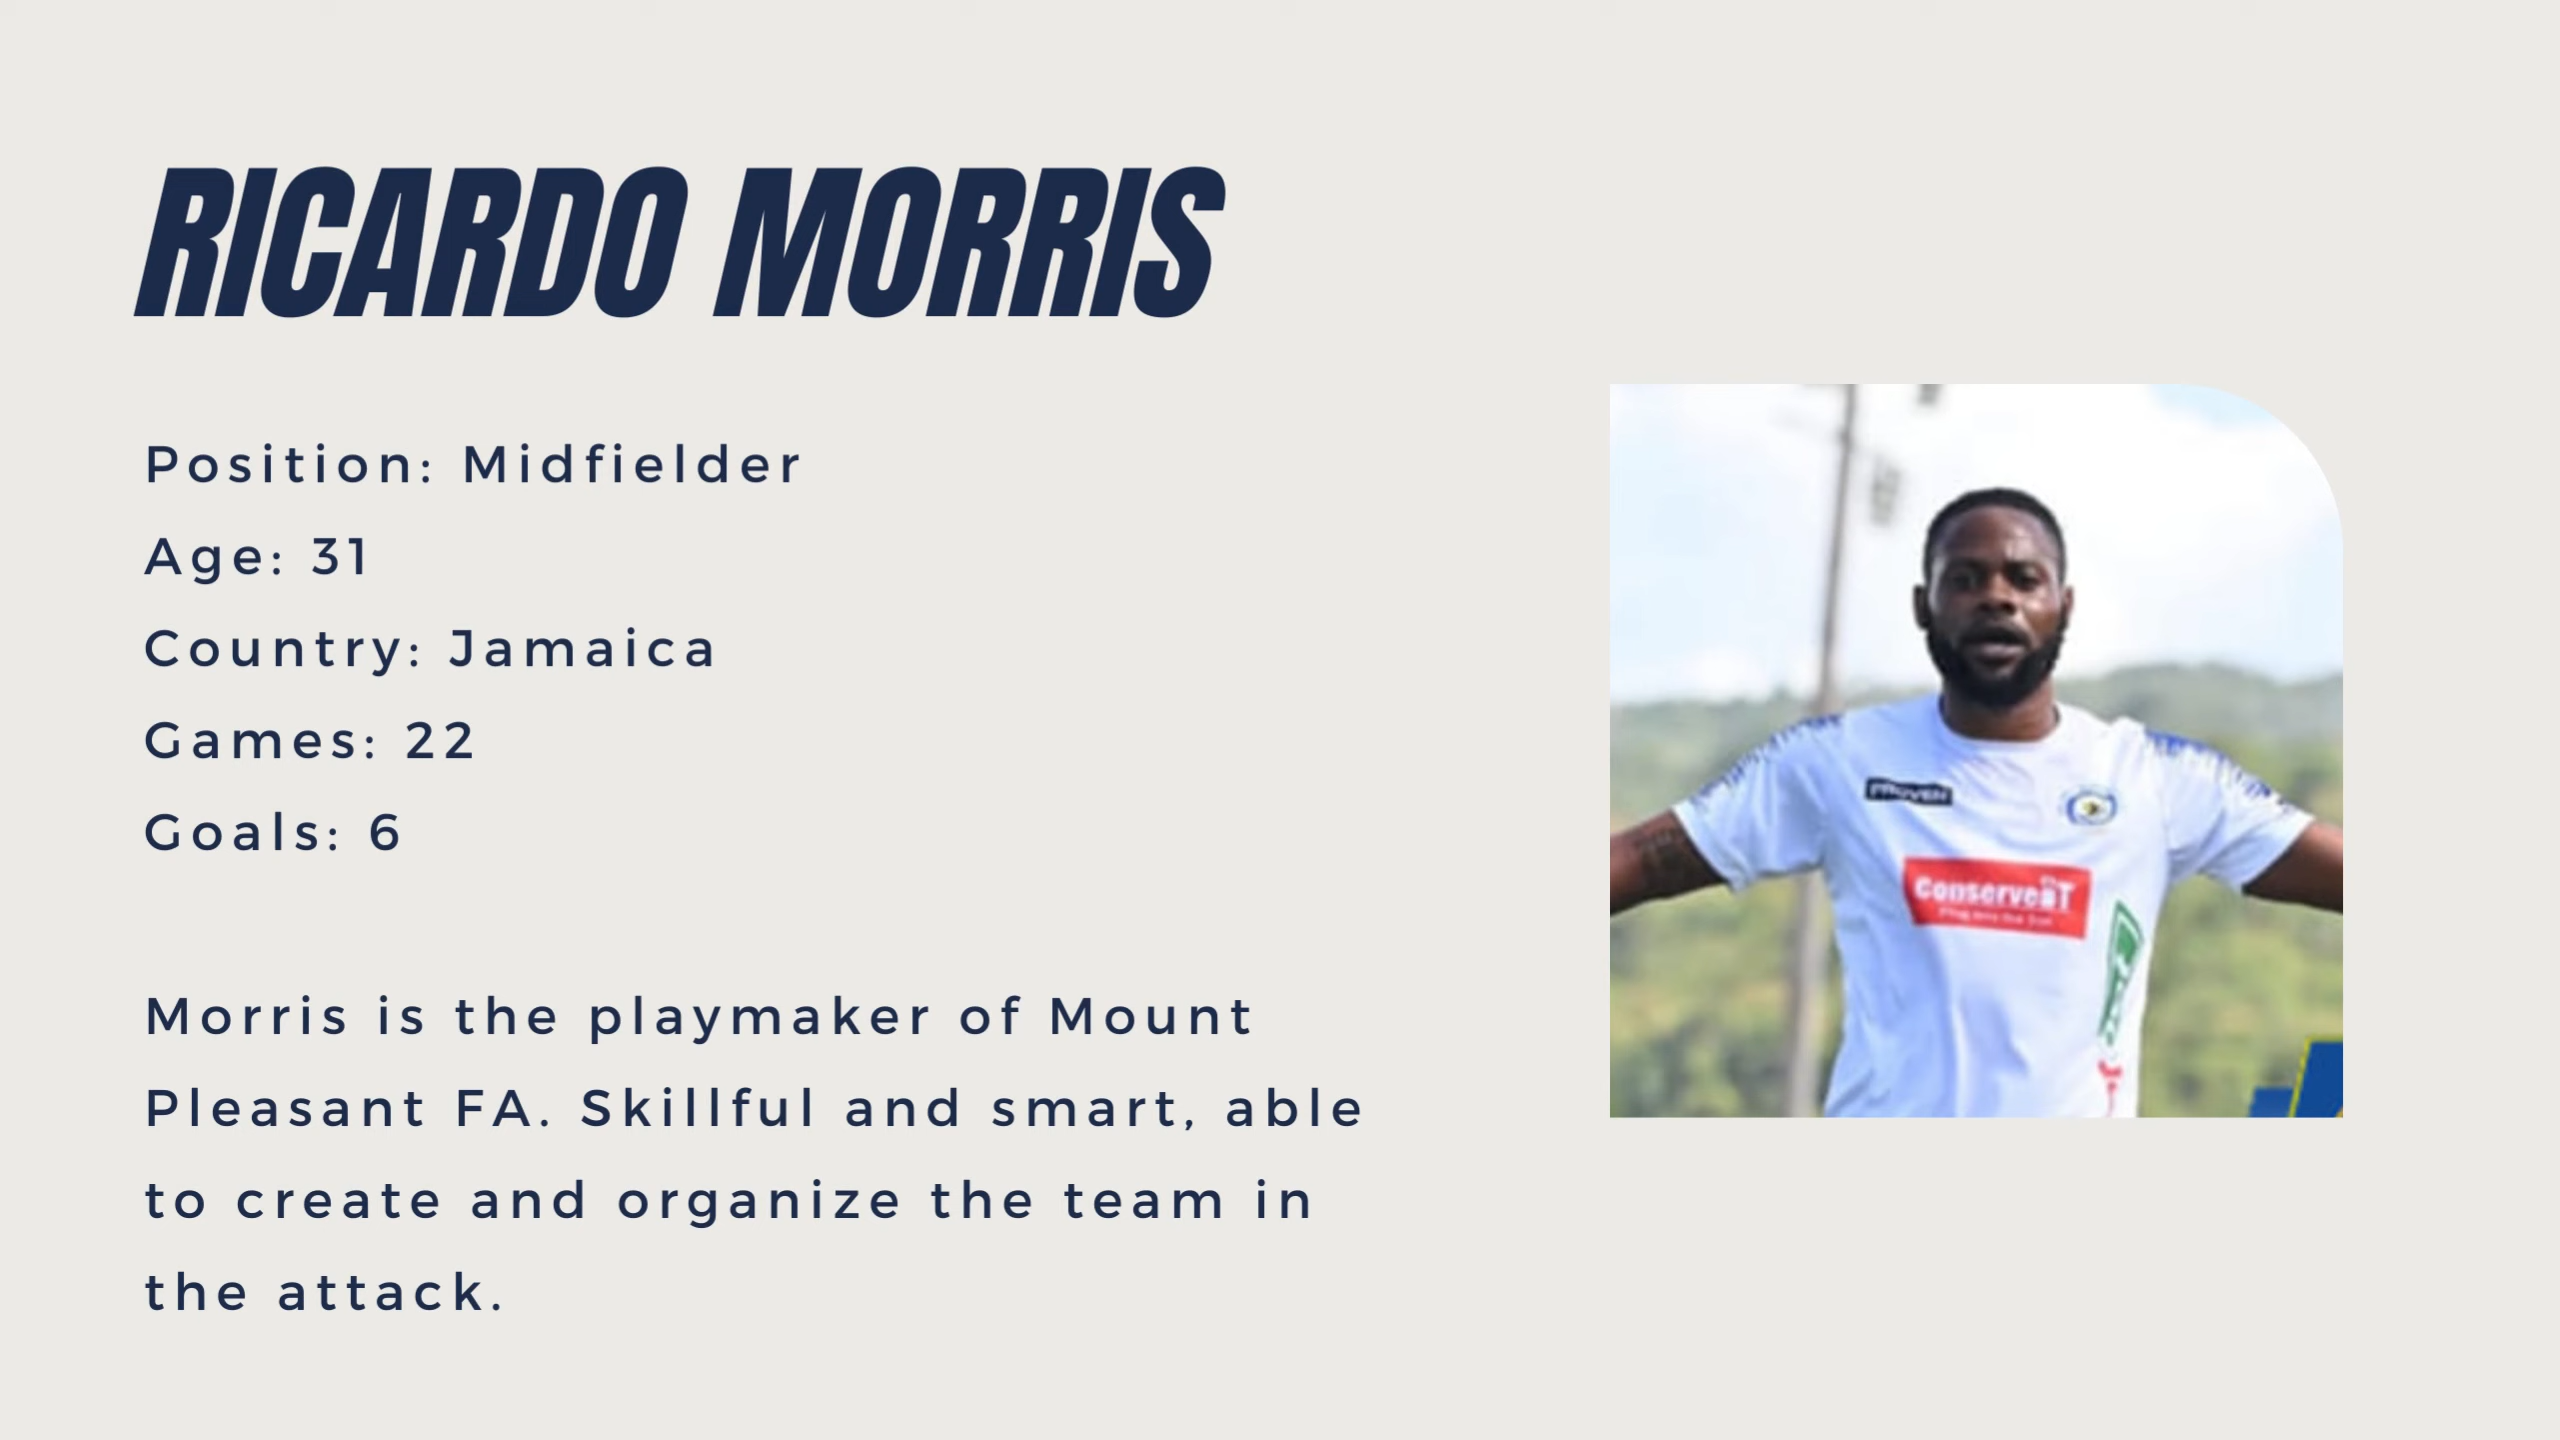 RICARDO MORRIS
Position: Midfielder
Age: 31
Country: Jamaica
Games: 22
Goals: 6
Morris is the playmaker of Mount
Pleasant FA. Skillful and smart, able
to create and organize the team in
the attack.
PROVEN
ConserveIT